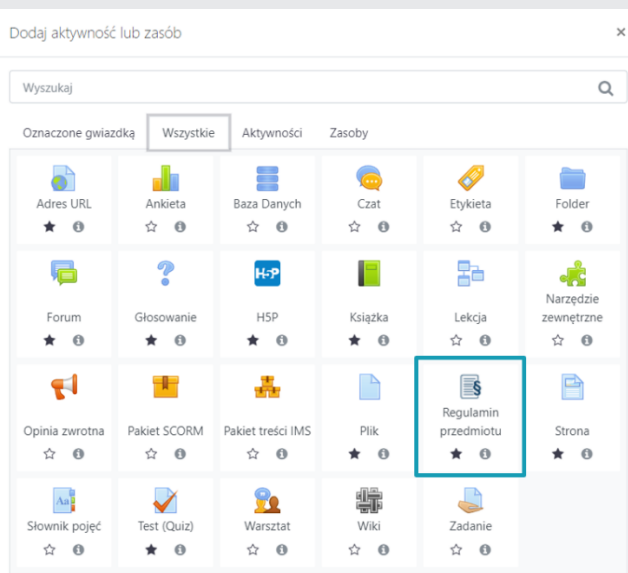 Dodaj aktywność lub zasób ×
Wyszukaj
Oznaczone gwiazdką Wszystkie Aktywności Zasoby
Adres URL Ankieta Baza Danych Czat Etykieta Folder
H5P
Forum Głosowanie H5P Książka Lekcja Narzędzie zewnętrzne
§
Opinia zwrotna Pakiet SCORM Pakiet treści IMS Plik Regulamin przedmiotu Strona
Aa
Słownik pojęć Test (Quiz) Warsztat Wiki Zadanie